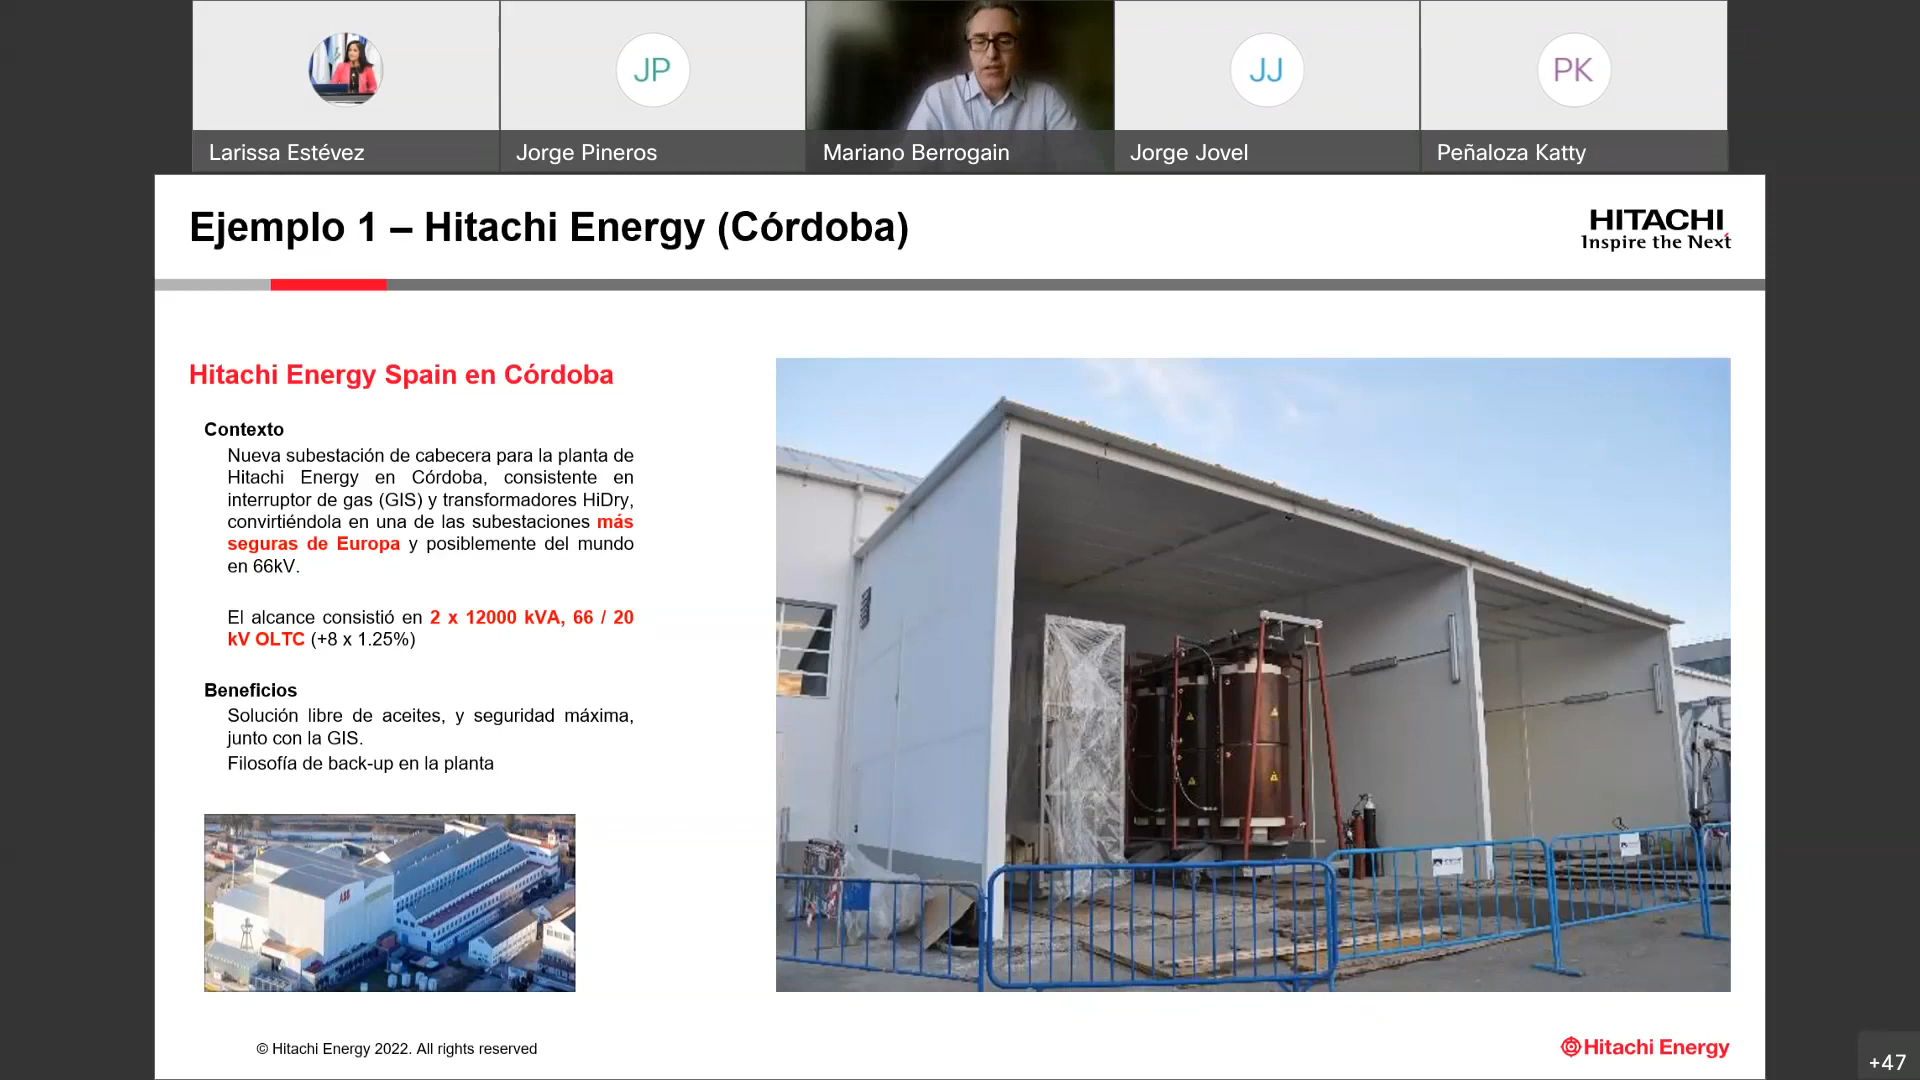 JP
JJ
PK
Larissa Estévez
Jorge Pineros
Mariano Berrogain
Jorge Jovel
Peñaloza Katty
Ejemplo 1 – Hitachi Energy (Córdoba)
HITACHI
Inspire the Next
Hitachi Energy Spain en Córdoba
Contexto
Nueva subestación de cabecera para la planta de
Hitachi Energy en Córdoba, consistente en
interruptor de gas (GIS) y transformadores HiDry,
convirtiéndola en una de las subestaciones más
seguras de Europa y posiblemente del mundo
en 66kV.
El alcance consistió en 2 x 12000 kVA, 66 / 20
kV OLTC (+8 x 1.25%)
Beneficios
Solución libre de aceites, y seguridad máxima,
junto con la GIS.
Filosofía de back-up en la planta
ABB
© Hitachi Energy 2022. All rights reserved
Hitachi Energy
+47